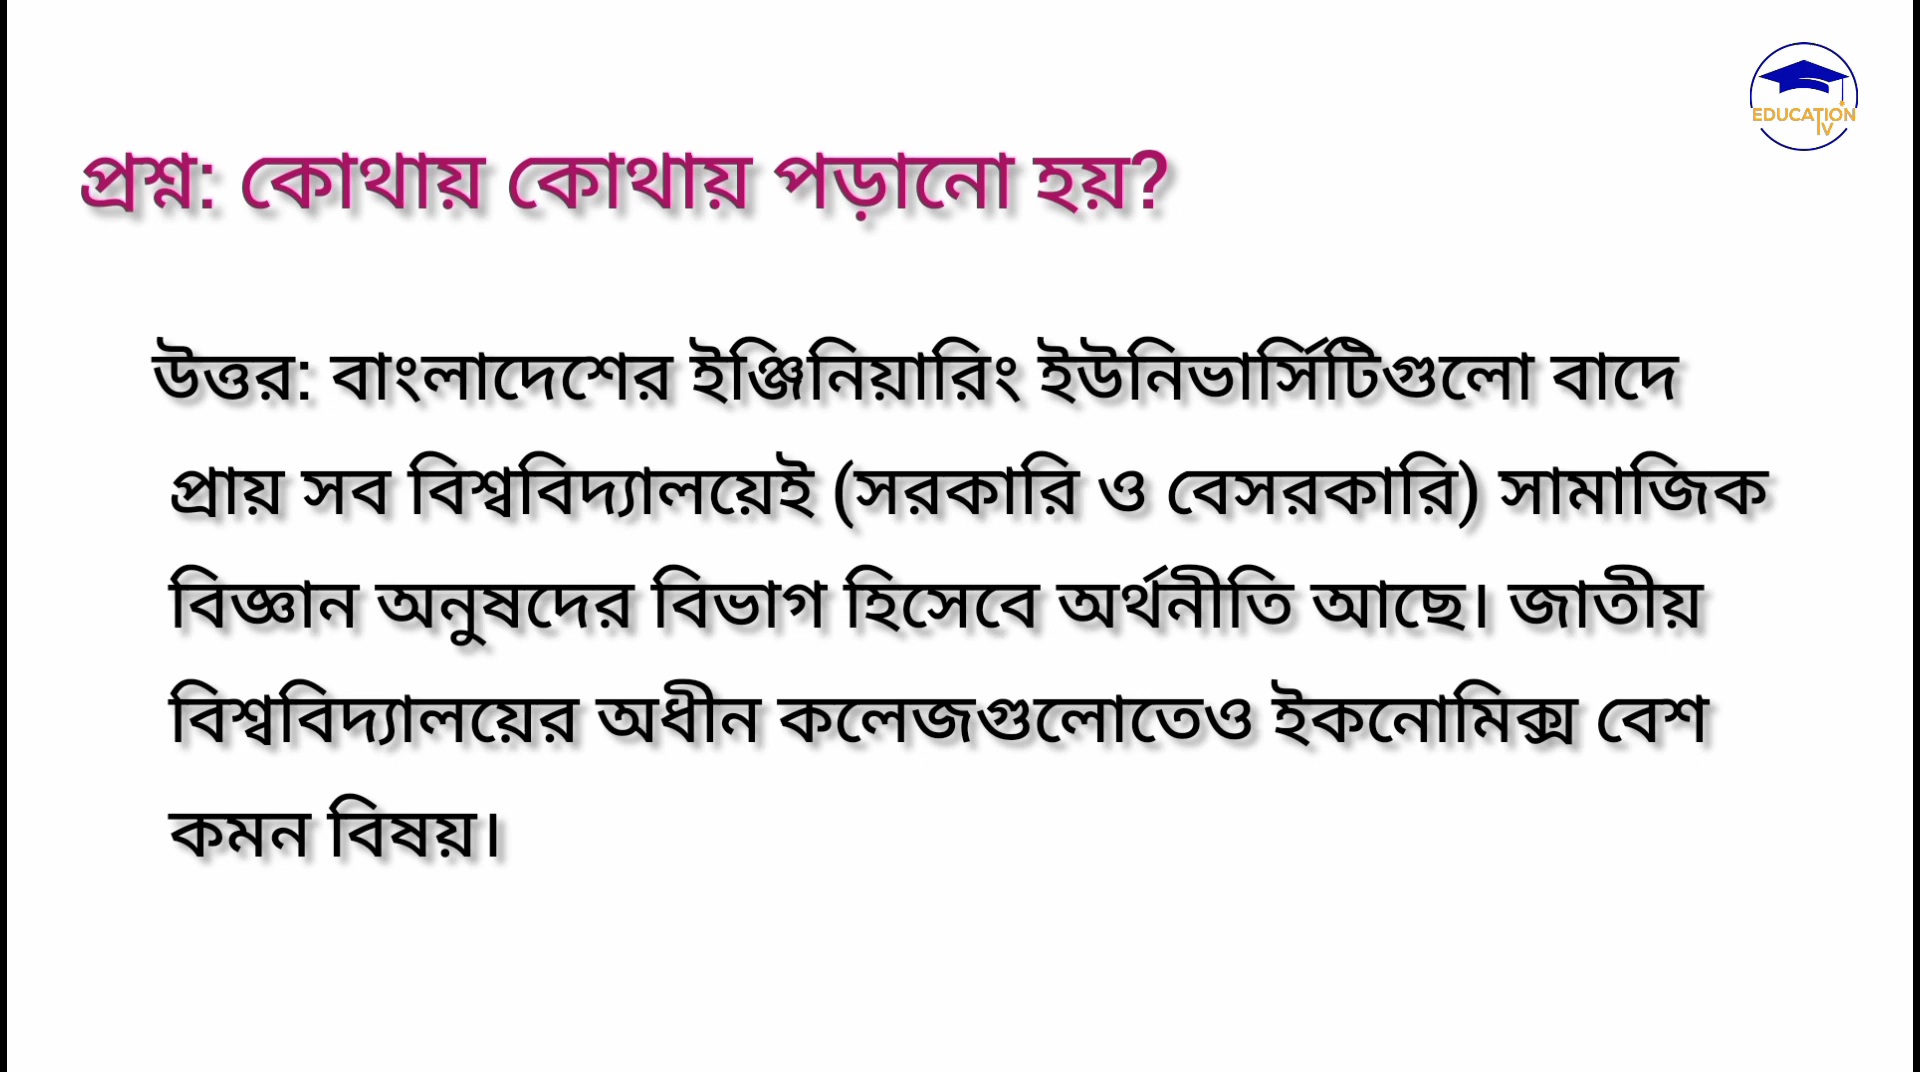 EDUCATION
TV
প্রশ্ন: কোথায় কোথায় পড়ানো হয়?
উত্তর: বাংলাদেশের ইঞ্জিনিয়ারিং ইউনিভার্সিটিগুলো বাদে
প্রায় সব বিশ্ববিদ্যালয়েই (সরকারি ও বেসরকারি) সামাজিক
বিজ্ঞান অনুষদের বিভাগ হিসেবে অর্থনীতি আছে। জাতীয়
বিশ্ববিদ্যালয়ের অধীন কলেজগুলোতেও ইকনোমিক্স বেশ
কমন বিষয়।